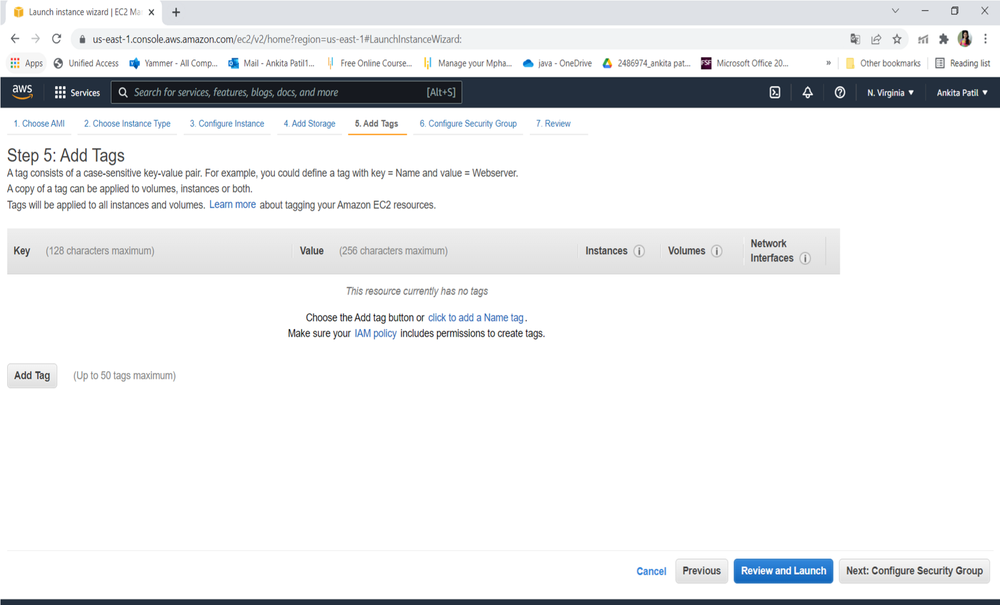 Launch instance wizard | EC2 Ma
us-east-1.console.aws.amazon.com/ec2/v2/home?region=us-east-1#LaunchInstanceWizard:
Apps Unified Access Yammer - All Comp... Mail - Ankita Patil1... Free Online Course... Manage your Mpha... java - OneDrive 2486974_ankita pat... FSF Microsoft Office 20... » Other bookmarks Reading list
aws Services Search for services, features, blogs, docs, and more [Alt+S] N. Virginia ▼ Ankita Patil ▼
1. Choose AMI 2. Choose Instance Type 3. Configure Instance 4. Add Storage 5. Add Tags 6. Configure Security Group 7. Review
Step 5: Add Tags
A tag consists of a case-sensitive key-value pair. For example, you could define a tag with key = Name and value = Webserver.
A copy of a tag can be applied to volumes, instances or both.
Tags will be applied to all instances and volumes. Learn more about tagging your Amazon EC2 resources.
Key (128 characters maximum) Value (256 characters maximum) Instances i Volumes i Network Interfaces i
This resource currently has no tags
Choose the Add tag button or click to add a Name tag.
Make sure your IAM policy includes permissions to create tags.
Add Tag (Up to 50 tags maximum)
Cancel Previous Review and Launch Next: Configure Security Group